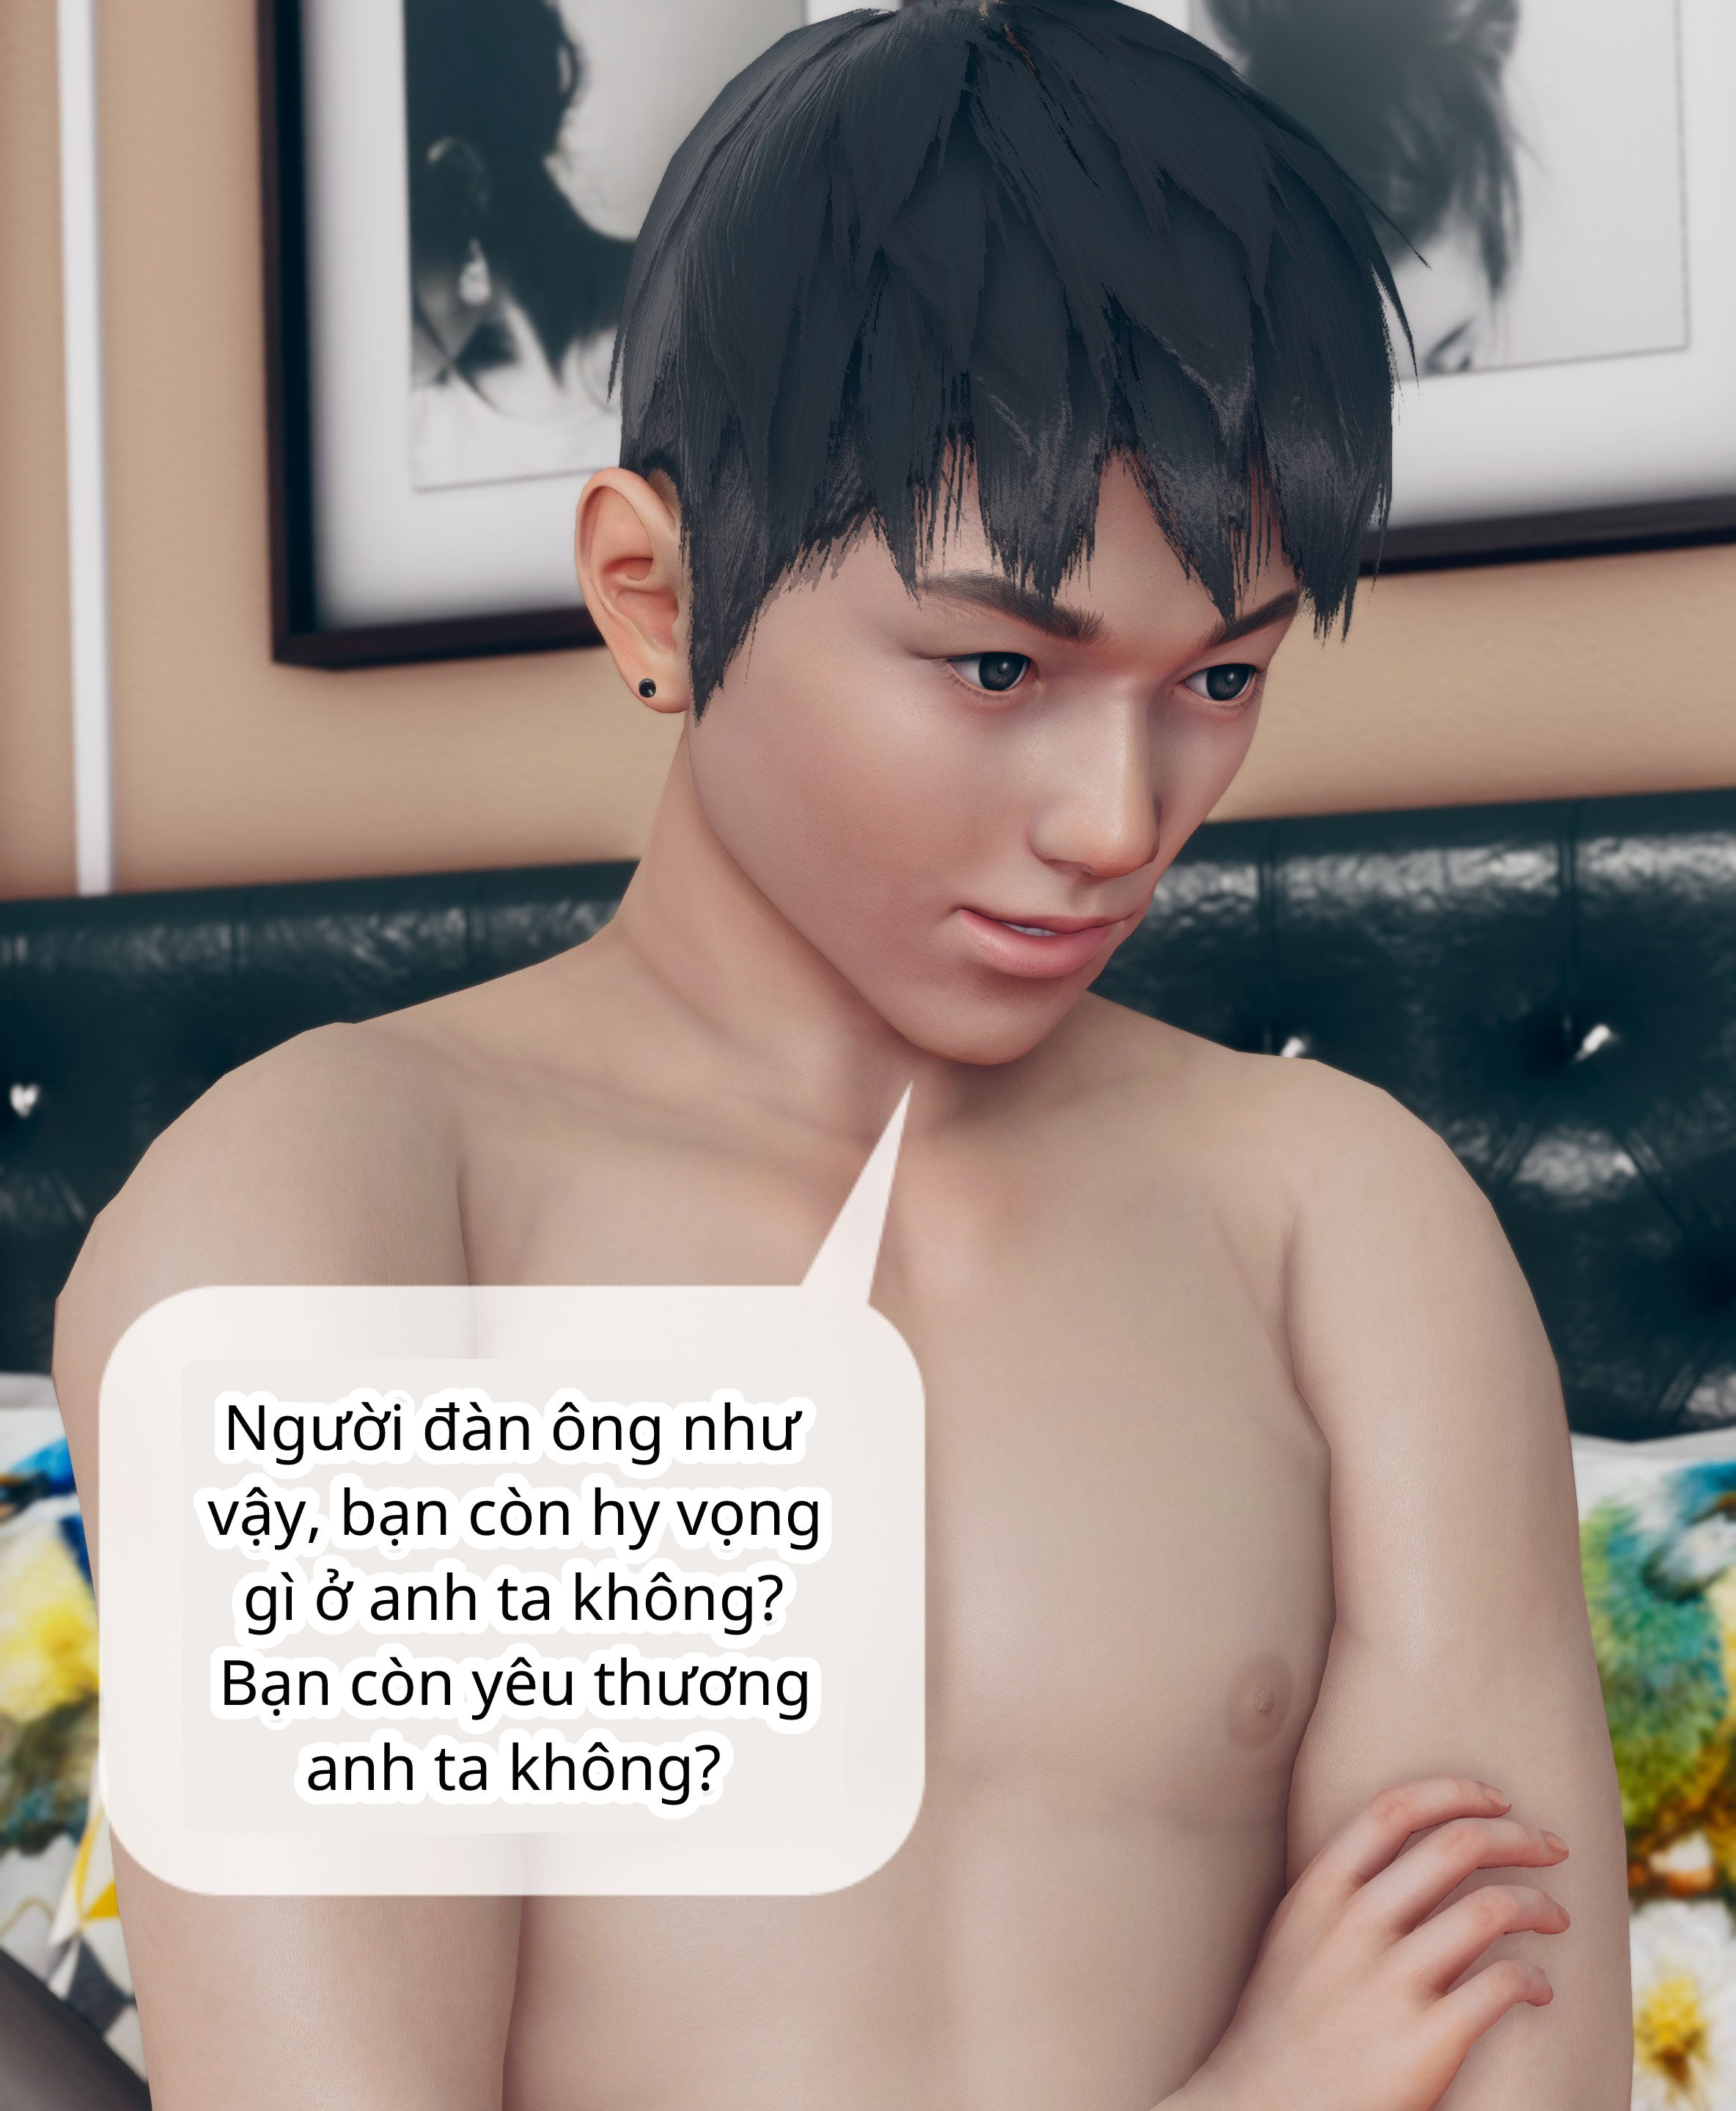 Người đàn ông như
vậy, bạn còn hy vọng
gì ở anh ta không?
Bạn còn yêu thương
anh ta không?